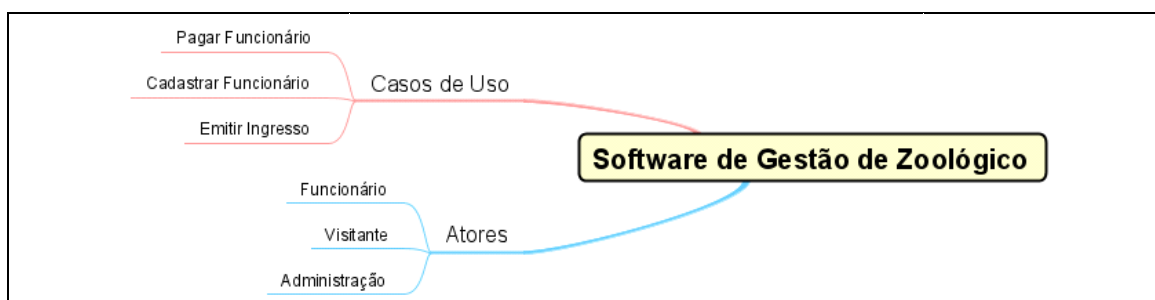 Pagar Funcionário
Cadastrar Funcionário
Emitir Ingresso
Casos de Uso
Software de Gestão de Zoológico
Funcionário
Visitante
Administração
Atores